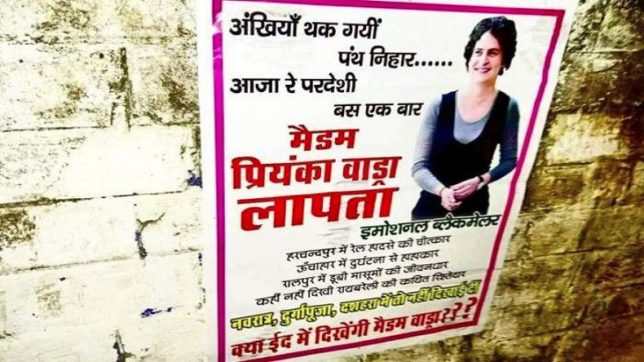 अंखियाँ थक गयीं
पंथ निहार......
आजा रे परदेशी
बस एक बार
मैडम
प्रियंका वाड्रा
लापता
इमोशनल ब्लैकमेलर
हरचन्दपुर में रेल हादसे की चीत्कार
ऊँचाहार में दुर्घटना से हाहाकार
रालपुर में डूबी मासूमों की जीवनधार
कहीं नहीं दिखी रायबरेली की कथित
नवरात्र, दुर्गापूजा, दशहरा में तो नहीं दिखाई दी
क्या ईद में दिखेंगी मैडम वाड्रा???